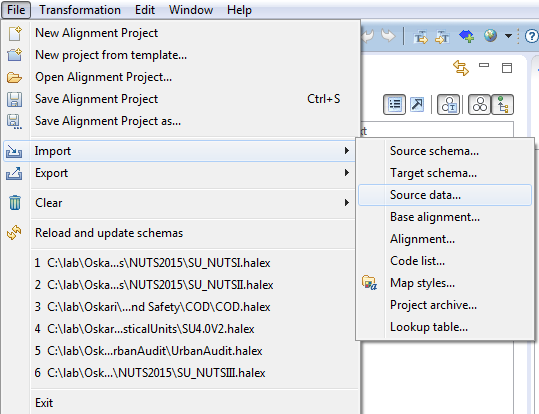 File Transformation Edit Window Help
New Alignment Project
New project from template...
Open Alignment Project...
Save Alignment Project Ctrl+S
Save Alignment Project as...
Import
Export
Clear
Reload and update schemas
1 C:\lab\Oska...s\NUTS2015\SU_NUTSI.halex
2 C:\lab\Oska...s\NUTS2015\SU_NUTSII.halex
3 C:\lab\Oskari\...nd Safety\COD\COD.halex
4 C:\lab\Oskar...sticalUnits\SU4.0V2.halex
5 C:\lab\Osk...rbanAudit\UrbanAudit.halex
6 C:\lab\Osk...\NUTS2015\SU_NUTSIII.halex
Exit
Source schema...
Target schema...
Source data...
Base alignment...
Alignment...
Code list...
Map styles...
Project archive...
Lookup table...